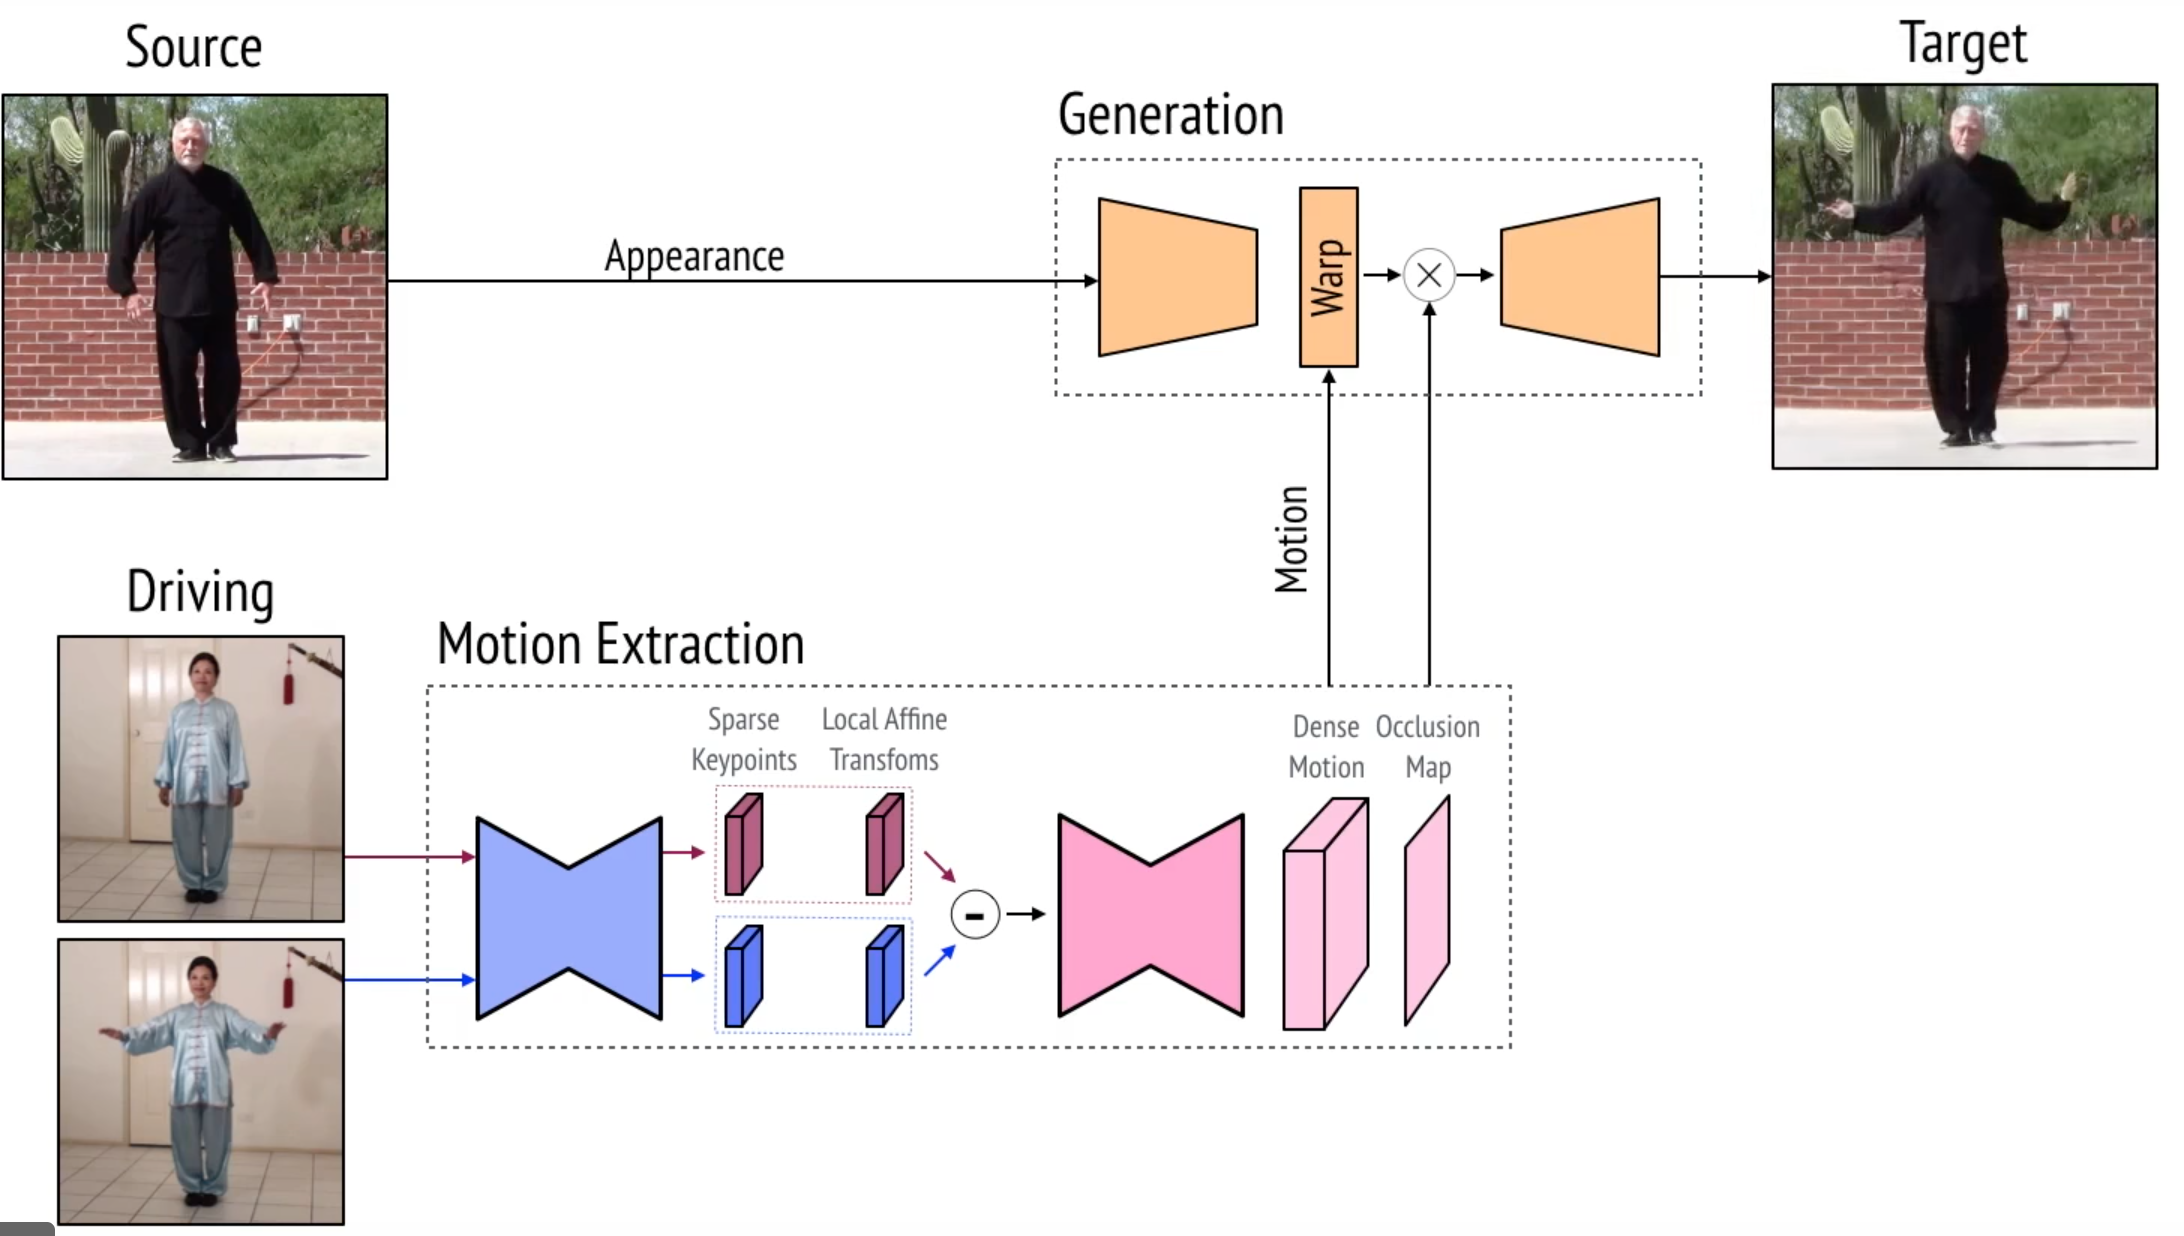 Source
Target
Generation
Appearance
Warp
Motion
Driving
Motion Extraction
Sparse
Keypoints
Local Affine
Transfoms
Dense
Motion
Occlusion
Map